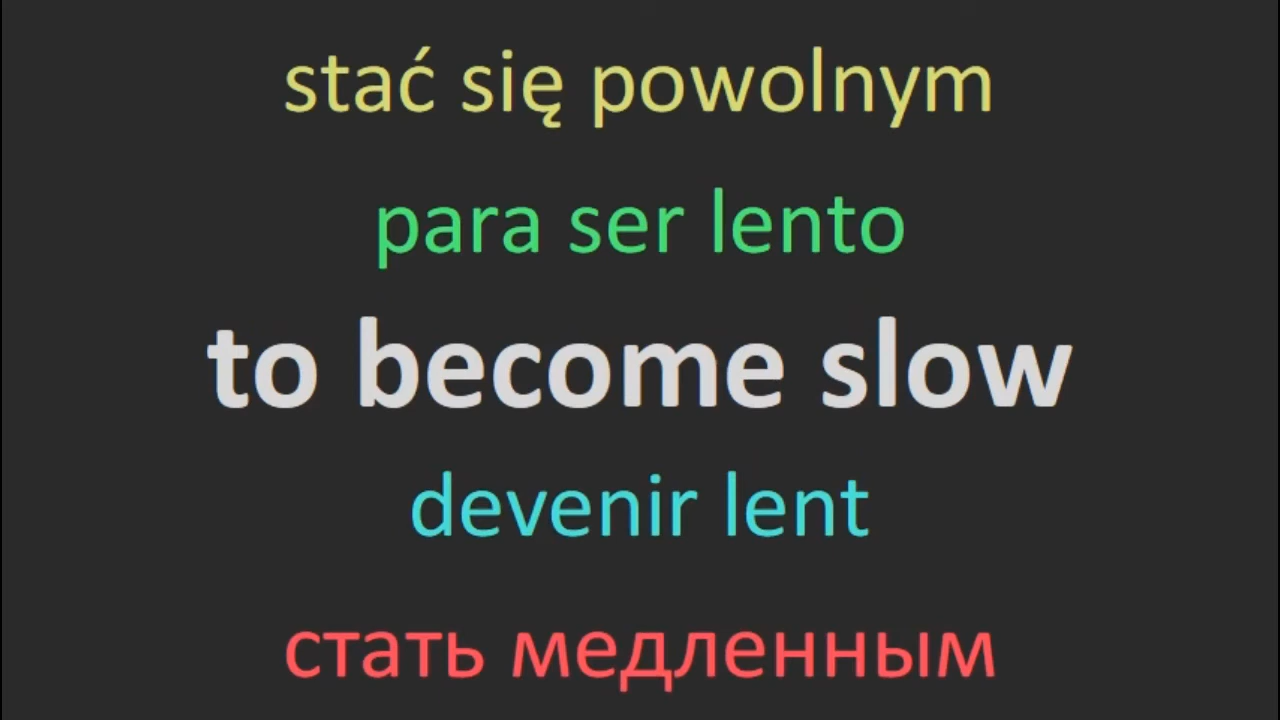 stać się powolnym
para ser lento
to become slow
devenir lent
стать медленным